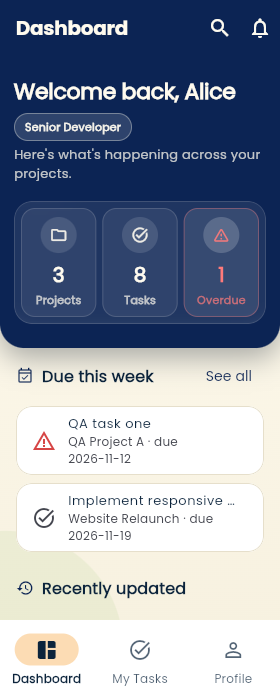 Dashboard
Welcome back, Alice
Senior Developer
Here's what's happening across your
projects.
3
8
1
Projects
Tasks
Overdue
Due this week
See all
QA task one
QA Project A · due
2026-11-12
Implement responsive ...
Website Relaunch · due
2026-11-19
Recently updated
Dashboard
My Tasks
Profile